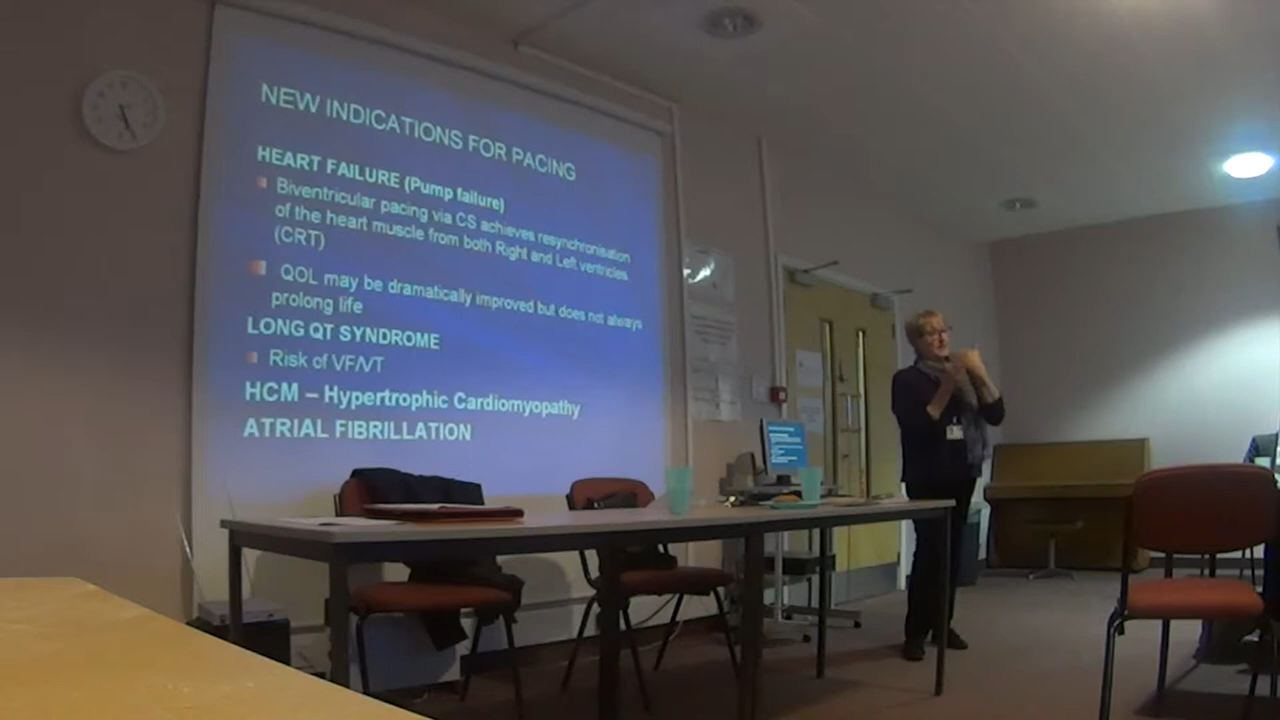 NEW INDICATIONS FOR PACING
HEART FAILURE (Pump failure)
Biventricular pacing via CS achieves resynchronisation
of the heart muscle from both Right and Left ventricles
(CRT)
QOL may be dramatically improved but does not always
prolong life
LONG QT SYNDROME
Risk of VF/VT
HCM – Hypertrophic Cardiomyopathy
ATRIAL FIBRILLATION